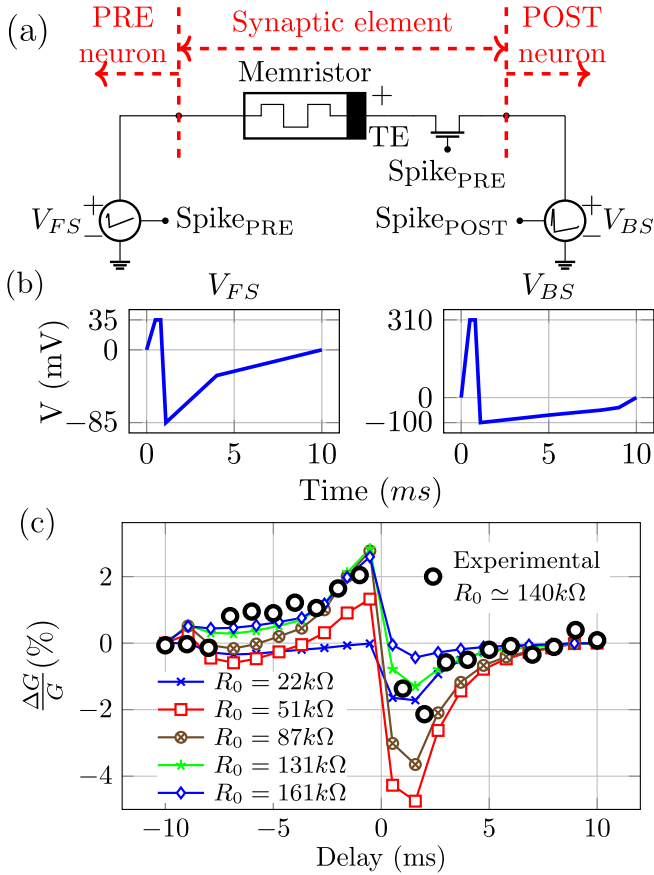 (a)
PRE neuron
Synaptic element
POST neuron
Memristor
+
TE
Spike_PRE
V_FS
+
−
Spike_PRE
Spike_POST
+
−
V_BS
(b)
V_FS
V_BS
V (mV)
35
0
−85
310
0
−100
0 5 10
0 5 10
Time (ms)
(c)
ΔG/G (%)
2
0
−2
−4
Experimental
R_0 ≃ 140kΩ
R_0 = 22kΩ
R_0 = 51kΩ
R_0 = 87kΩ
R_0 = 131kΩ
R_0 = 161kΩ
−10 −5 0 5 10
Delay (ms)